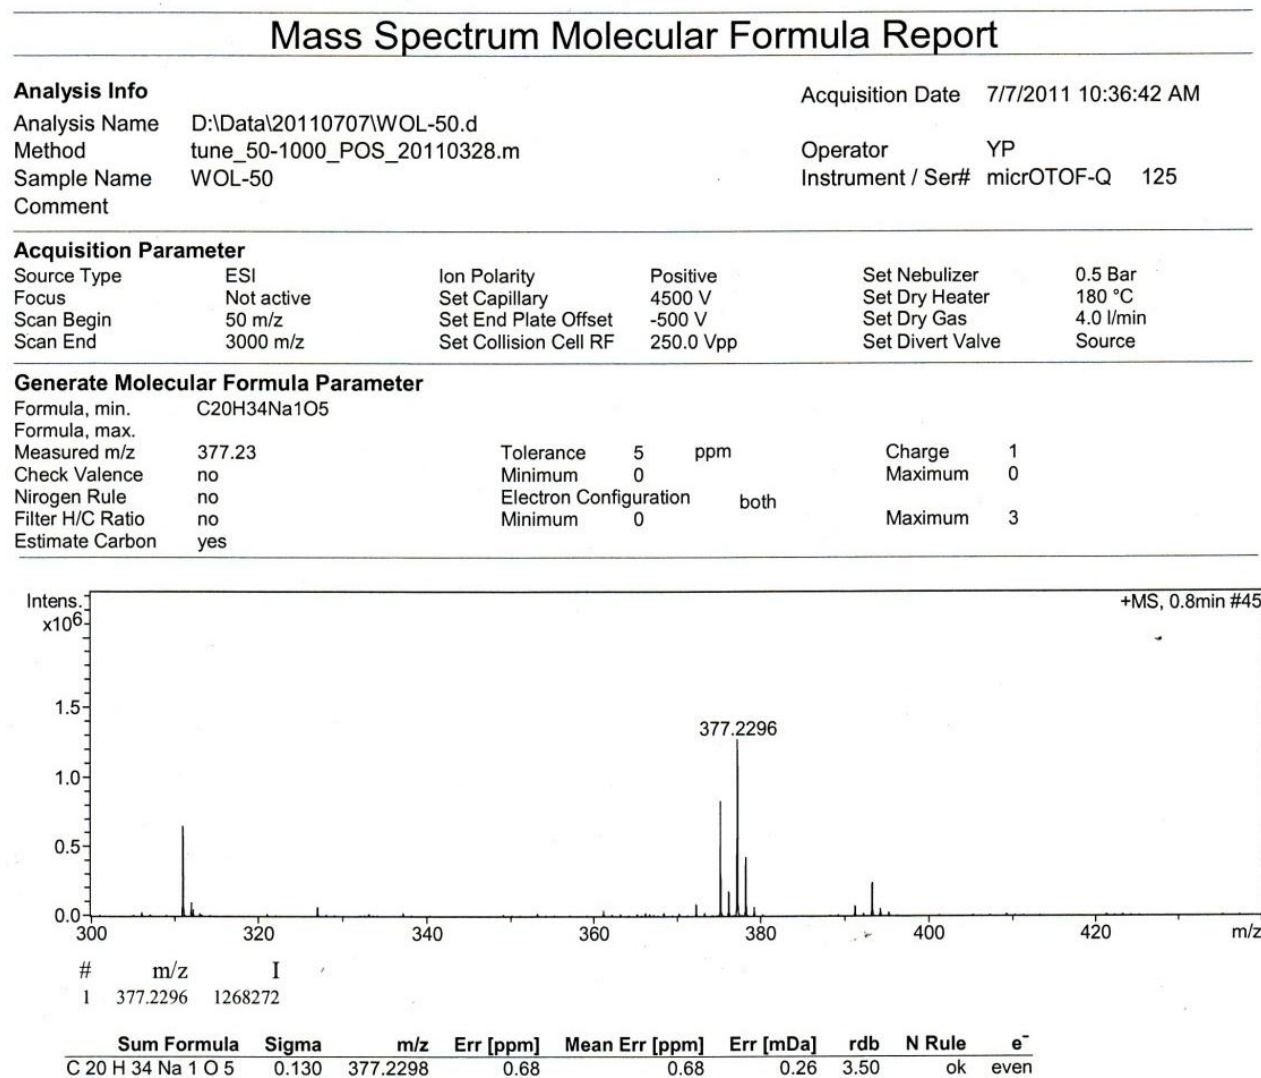 Mass Spectrum Molecular Formula Report
Analysis Info
Acquisition Date 7/7/2011 10:36:42 AM
Analysis Name D:\Data\20110707\WOL-50.d
Method tune_50-1000_POS_20110328.m Operator YP
Sample Name WOL-50 Instrument / Ser# micrOTOF-Q 125
Comment
Acquisition Parameter
Source Type ESI Ion Polarity Positive Set Nebulizer 0.5 Bar
Focus Not active Set Capillary 4500 V Set Dry Heater 180 °C
Scan Begin 50 m/z Set End Plate Offset -500 V Set Dry Gas 4.0 l/min
Scan End 3000 m/z Set Collision Cell RF 250.0 Vpp Set Divert Valve Source
Generate Molecular Formula Parameter
Formula, min. C20H34Na1O5
Formula, max.
Measured m/z 377.23 Tolerance 5 ppm Charge 1
Check Valence no Minimum 0 Maximum 0
Nirogen Rule no Electron Configuration both
Filter H/C Ratio no Minimum 0 Maximum 3
Estimate Carbon yes
Intens. +MS, 0.8min #45
x106
1.5
377.2296
1.0
0.5
0.0
300 320 340 360 380 400 420 m/z
# m/z I
1 377.2296 1268272
Sum Formula Sigma m/z Err [ppm] Mean Err [ppm] Err [mDa] rdb N Rule e-
C 20 H 34 Na 1 O 5 0.130 377.2298 0.68 0.68 0.26 3.50 ok even